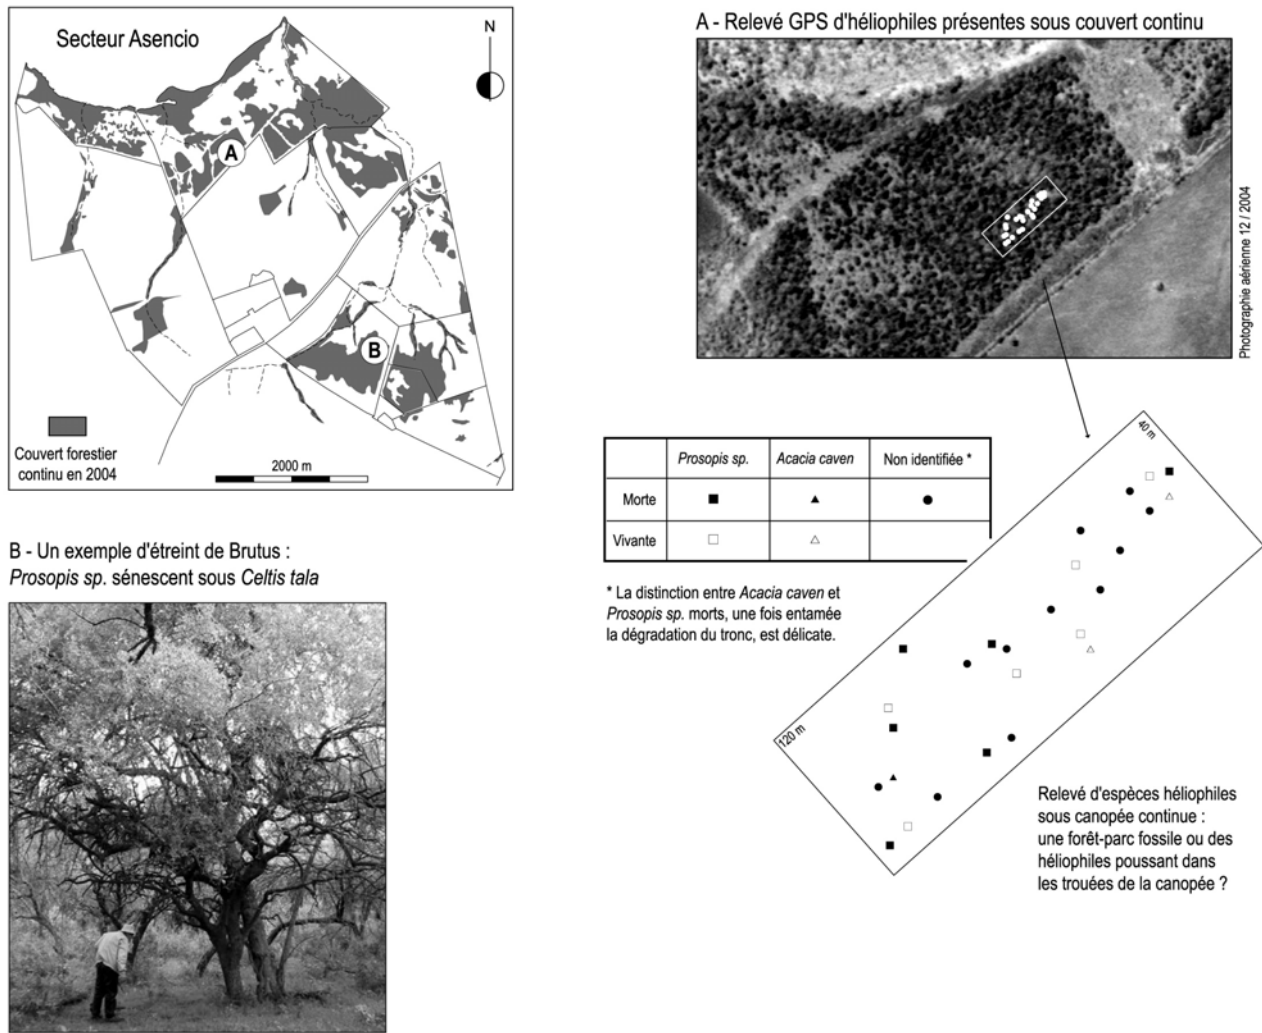 Secteur Asencio
N
A
B
Couvert forestier
continu en 2004
2000 m
A - Relevé GPS d'héliophiles présentes sous couvert continu
Photographie aérienne 12 / 2004
40 m
120 m
Prosopis sp. Acacia caven Non identifiée *
Morte
Vivante
* La distinction entre Acacia caven et
Prosopis sp. morts, une fois entamée
la dégradation du tronc, est délicate.
Relevé d'espèces héliophiles
sous canopée continue :
une forêt-parc fossile ou des
héliophiles poussant dans
les trouées de la canopée ?
B - Un exemple d'étreint de Brutus :
Prosopis sp. sénescent sous Celtis tala